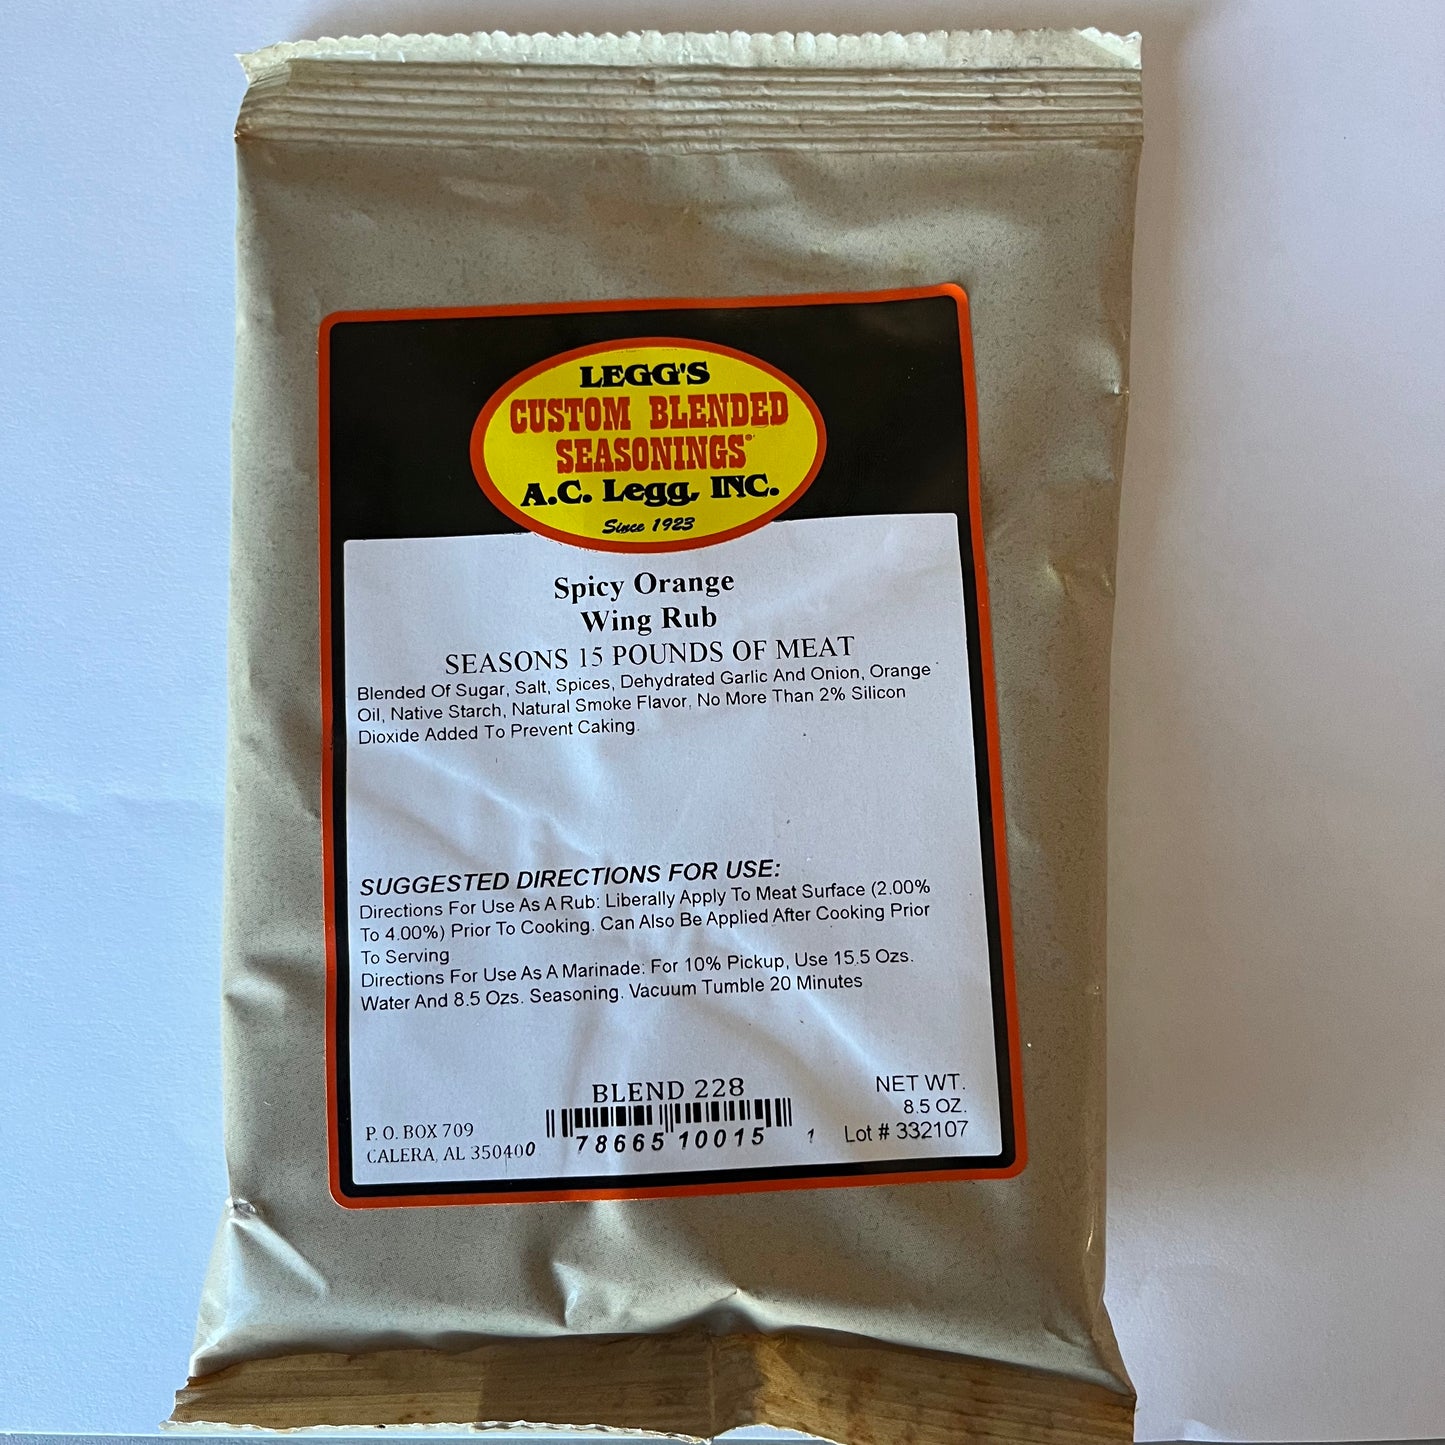 LEGG'S
CUSTOM BLENDED
SEASONINGS®
A.C. Legg, INC.
Since 1923
Spicy Orange
Wing Rub
SEASONS 15 POUNDS OF MEAT
Blended Of Sugar, Salt, Spices, Dehydrated Garlic And Onion, Orange
Oil, Native Starch, Natural Smoke Flavor, No More Than 2% Silicon
Dioxide Added To Prevent Caking.
SUGGESTED DIRECTIONS FOR USE:
Directions For Use As A Rub: Liberally Apply To Meat Surface (2.00%
To 4.00%) Prior To Cooking. Can Also Be Applied After Cooking Prior
To Serving
Directions For Use As A Marinade: For 10% Pickup, Use 15.5 Ozs.
Water And 8.5 Ozs. Seasoning. Vacuum Tumble 20 Minutes
BLEND 228
NET WT.
8.5 OZ.
P. O. BOX 709
CALERA, AL 35040
0 78665 10015 1
Lot # 332107